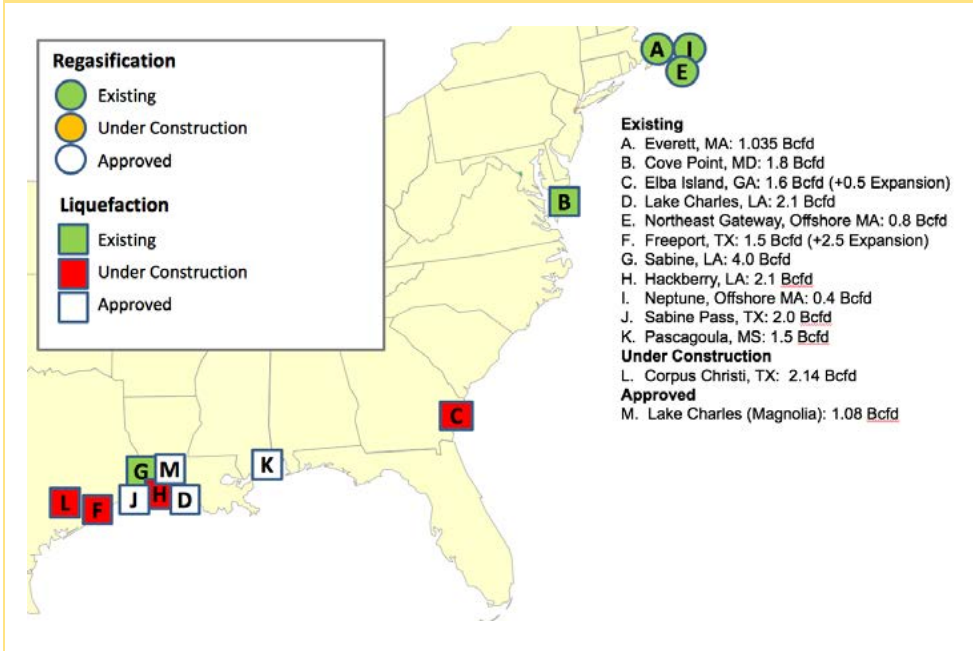 Regasification
Existing
Under Construction
Approved
Liquefaction
Existing
Under Construction
Approved
A
I
E
B
C
G
M
K
L
F
J
H
D
Existing
A. Everett, MA: 1.035 Bcfd
B. Cove Point, MD: 1.8 Bcfd
C. Elba Island, GA: 1.6 Bcfd (+0.5 Expansion)
D. Lake Charles, LA: 2.1 Bcfd
E. Northeast Gateway, Offshore MA: 0.8 Bcfd
F. Freeport, TX: 1.5 Bcfd (+2.5 Expansion)
G. Sabine, LA: 4.0 Bcfd
H. Hackberry, LA: 2.1 Bcfd
I. Neptune, Offshore MA: 0.4 Bcfd
J. Sabine Pass, TX: 2.0 Bcfd
K. Pascagoula, MS: 1.5 Bcfd
Under Construction
L. Corpus Christi, TX: 2.14 Bcfd
Approved
M. Lake Charles (Magnolia): 1.08 Bcfd